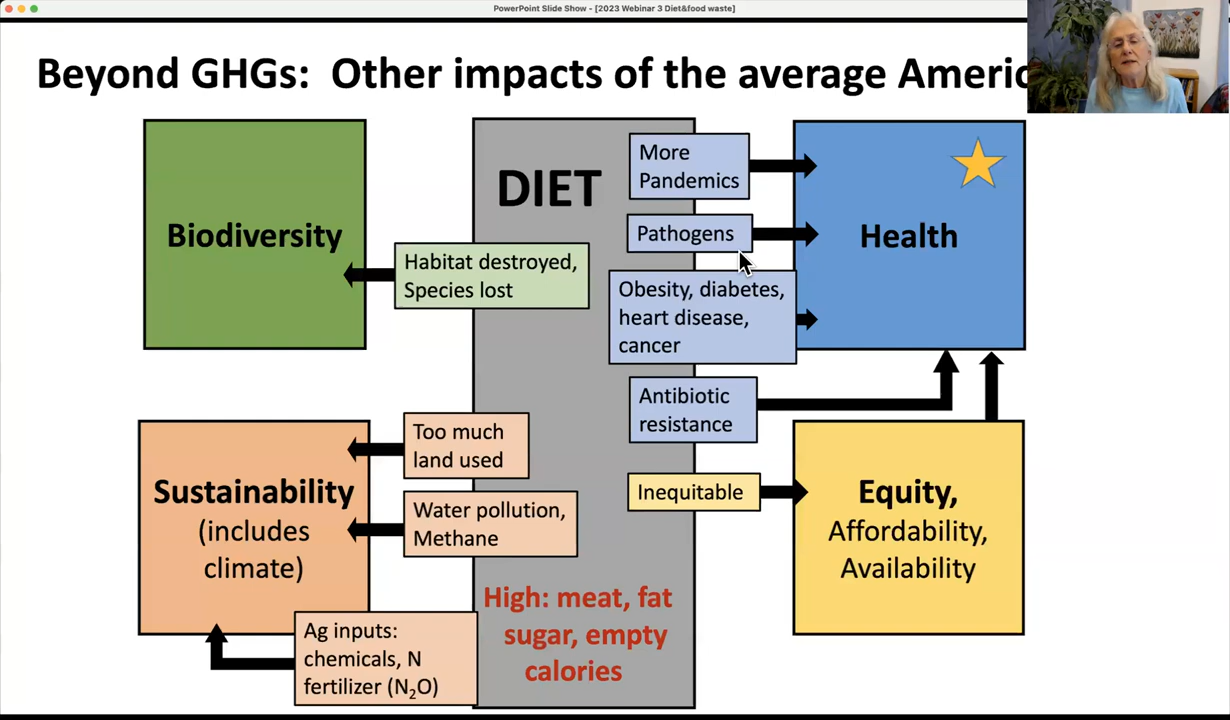 PowerPoint Slide Show - [2023 Webinar 3 Diet&food waste]
Beyond GHGs: Other impacts of the average
Biodiversity
Habitat destroyed,
Species lost
DIET
More
Pandemics
Pathogens
Obesity, diabetes,
heart disease,
cancer
Antibiotic
resistance
Inequitable
Health
Sustainability
(includes
climate)
Too much
land used
Water pollution,
Methane
Ag inputs:
chemicals, N
fertilizer (N₂O)
High: meat, fat
sugar, empty
calories
Equity,
Affordability,
Availability